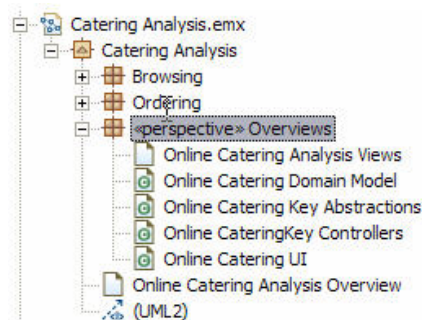 Catering Analysis.emx
Catering Analysis
Browsing
Ordering
«perspective» Overviews
Online Catering Analysis Views
Online Catering Domain Model
Online Catering Key Abstractions
Online CateringKey Controllers
Online Catering UI
Online Catering Analysis Overview
(UML2)